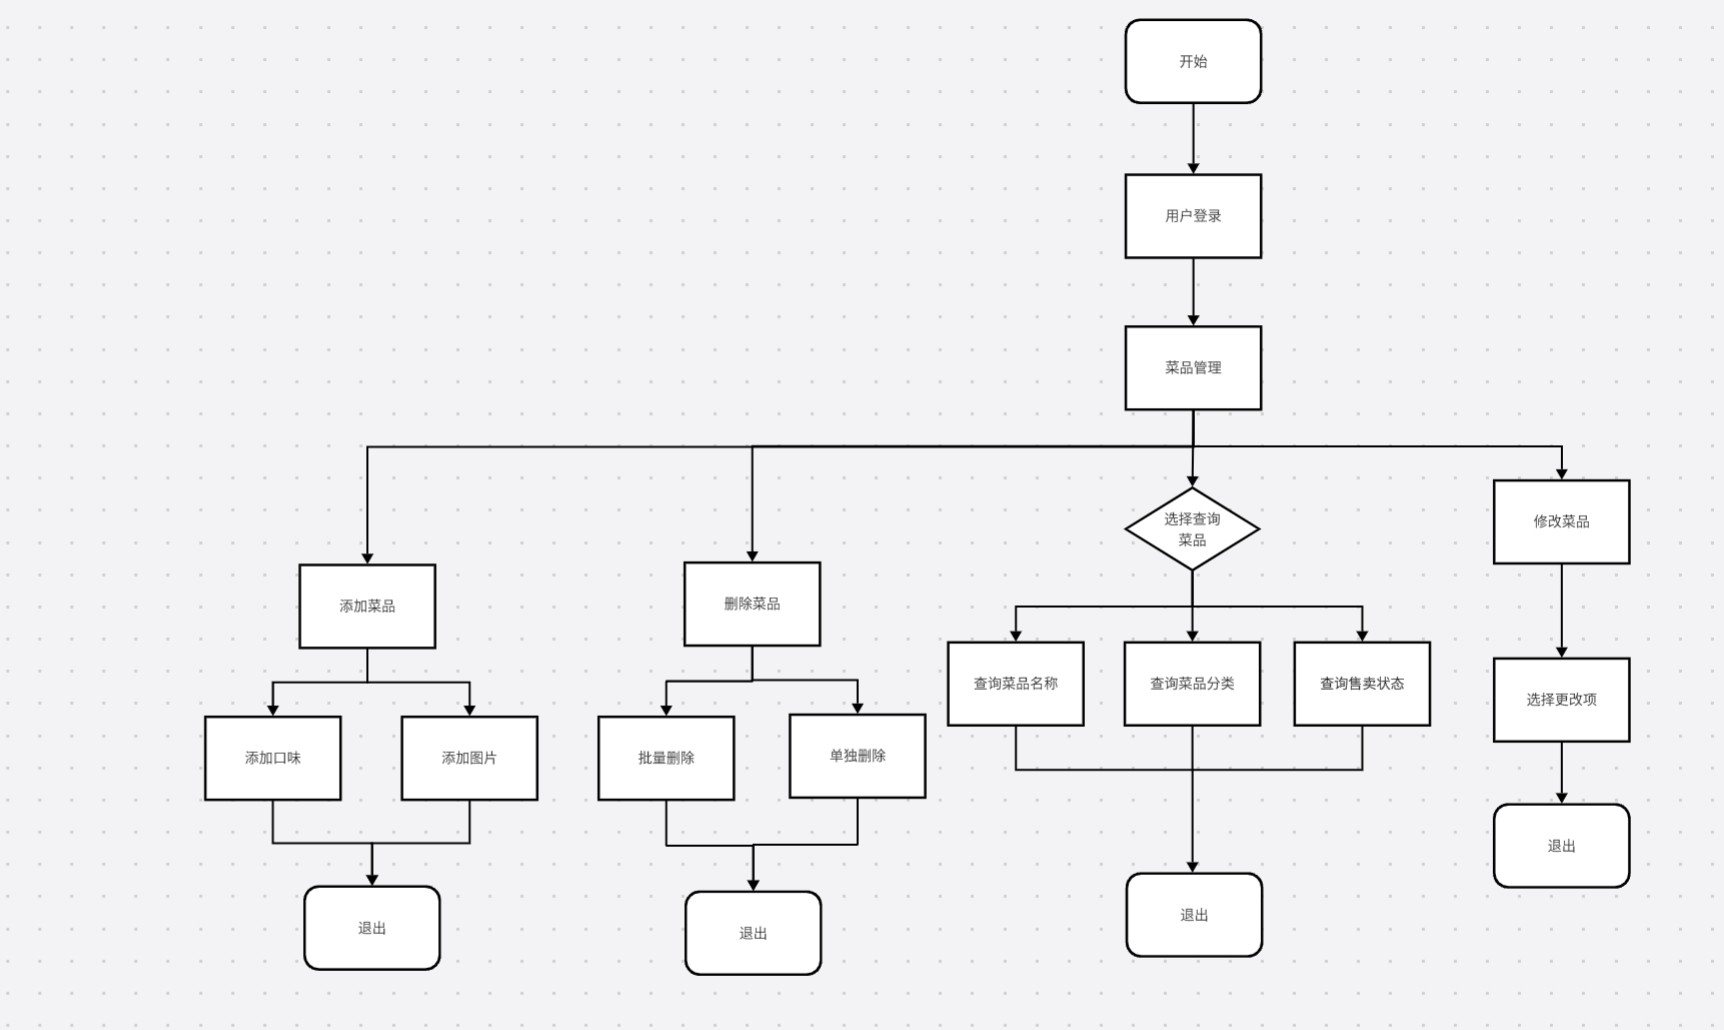 开始
用户登录
菜品管理
选择查询
菜品
修改菜品
添加菜品
删除菜品
查询菜品名称
查询菜品分类
查询售卖状态
选择更改项
添加口味
添加图片
批量删除
单独删除
退出
退出
退出
退出